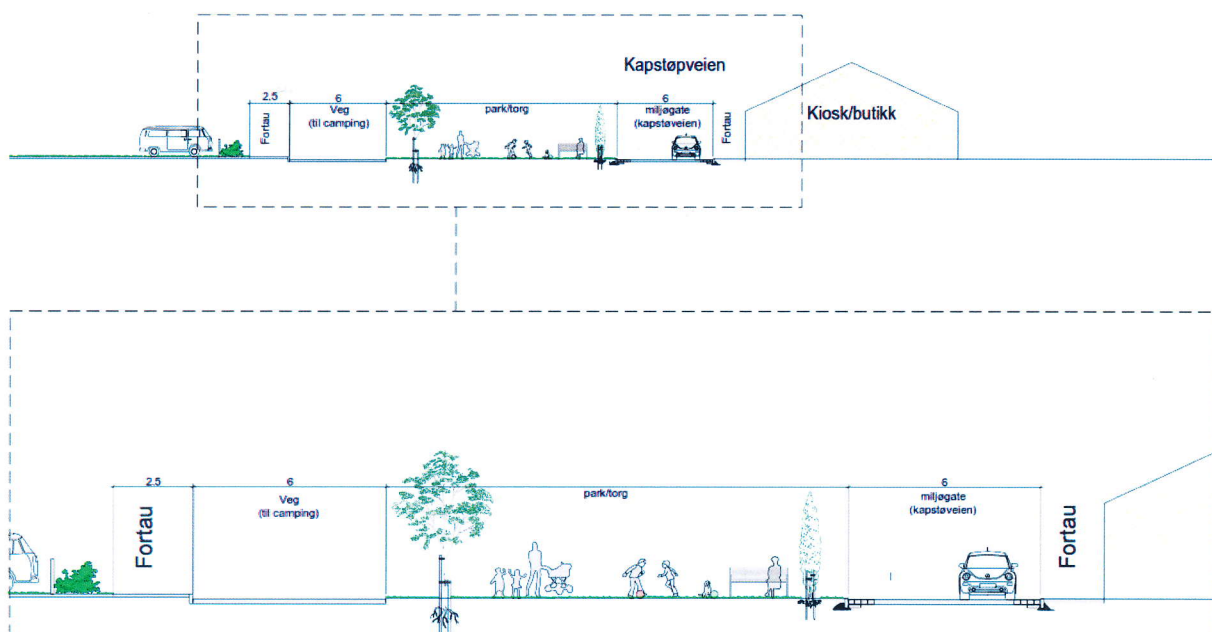 Kapstøpveien
2.5
6
6
Fortau
Veg
(til camping)
park/torg
miljøgate
(kapstøveien)
Fortau
Kiosk/butikk
2.5
6
6
Fortau
Veg
(til camping)
park/torg
miljøgate
(kapstøveien)
Fortau